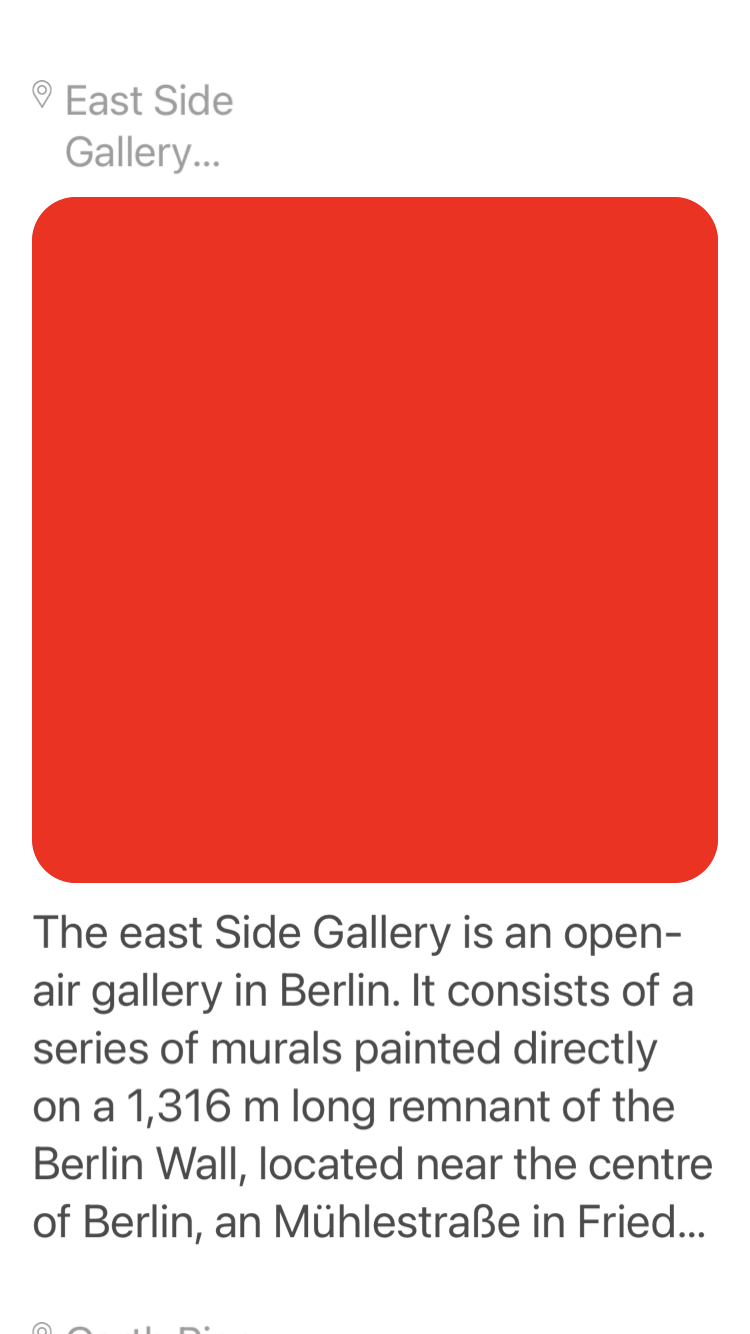 East Side
Gallery...
The east Side Gallery is an open-
air gallery in Berlin. It consists of a
series of murals painted directly
on a 1,316 m long remnant of the
Berlin Wall, located near the centre
of Berlin, an Mühlestraße in Fried...